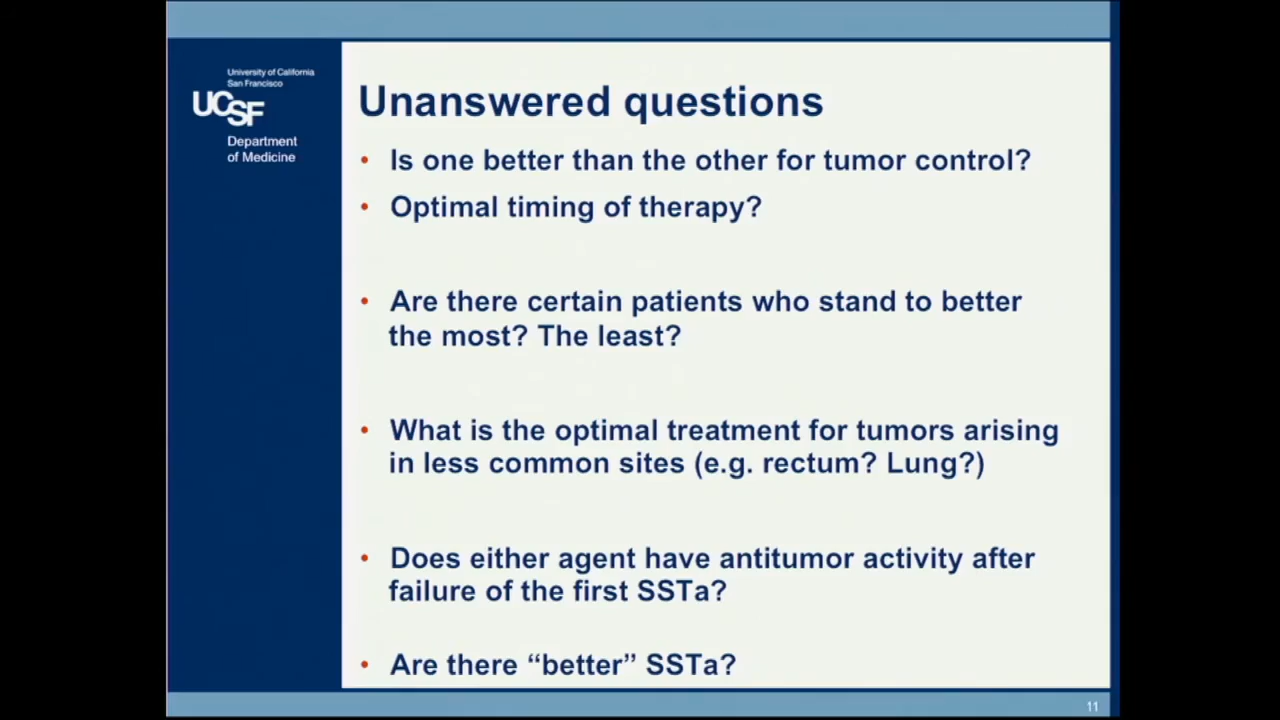 University of California
San Francisco
UCSF
Department
of Medicine
Unanswered questions
• Is one better than the other for tumor control?
• Optimal timing of therapy?
• Are there certain patients who stand to better
the most? The least?
• What is the optimal treatment for tumors arising
in less common sites (e.g. rectum? Lung?)
• Does either agent have antitumor activity after
failure of the first SSTa?
• Are there “better” SSTa?
11